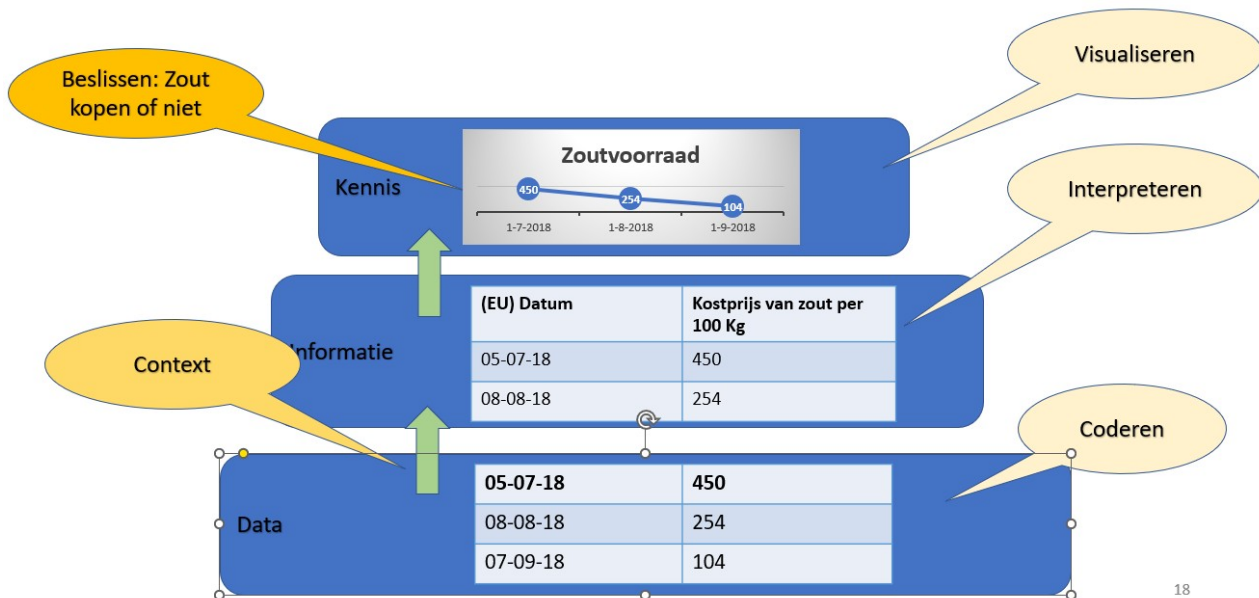 Visualiseren
Beslissen: Zout
kopen of niet
Zoutvoorraad
Kennis
450
254
104
1-7-2018
1-8-2018
1-9-2018
Interpreteren
(EU) Datum
Kostprijs van zout per
100 Kg
Informatie
05-07-18
450
08-08-18
254
Context
Coderen
05-07-18
450
Data
08-08-18
254
07-09-18
104
18